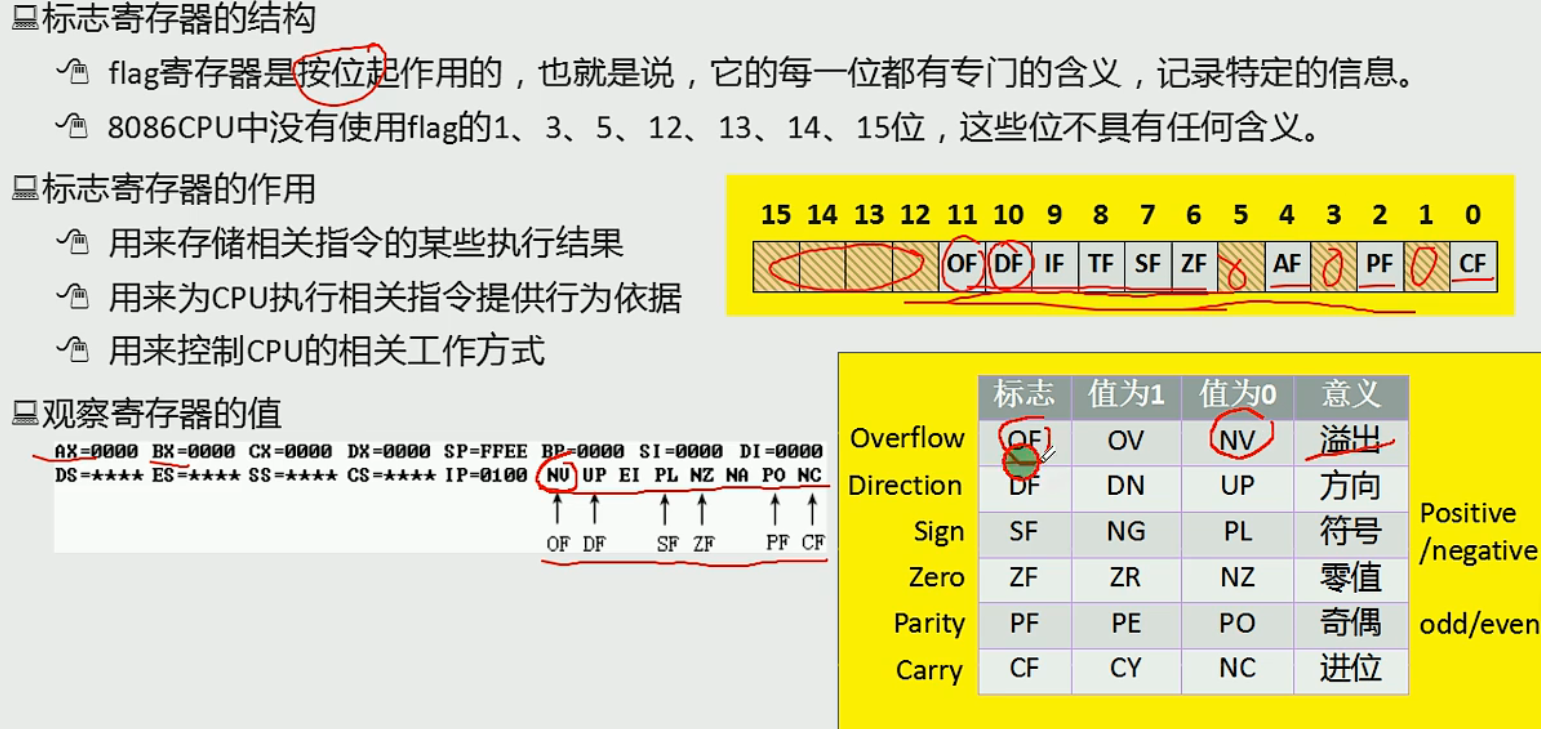 标志寄存器的结构
flag寄存器是按位起作用的，也就是说，它的每一位都有专门的含义，记录特定的信息。
8086CPU中没有使用flag的1、3、5、12、13、14、15位，这些位不具有任何含义。
标志寄存器的作用
用来存储相关指令的某些执行结果
用来为CPU执行相关指令提供行为依据
用来控制CPU的相关工作方式
15 14 13 12 11 10 9 8 7 6 5 4 3 2 1 0
OF DF IF TF SF ZF AF PF CF
观察寄存器的值
AX=0000 BX=0000 CX=0000 DX=0000 SP=FFEE BP=0000 SI=0000 DI=0000
DS=**** ES=**** SS=**** CS=**** IP=0100 NV UP EI PL NZ NA PO NC
OF DF SF ZF PF CF
标志 值为1 值为0 意义
Overflow OF OV NV 溢出
Direction DF DN UP 方向
Sign SF NG PL 符号 Positive
/negative
Zero ZF ZR NZ 零值
Parity PF PE PO 奇偶 odd/even
Carry CF CY NC 进位